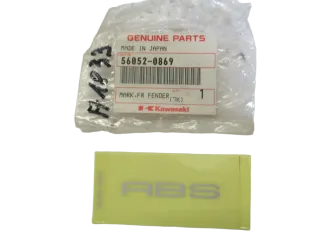 GENUINE PARTS
MADE IN JAPAN
56052-0869
MARK-FR FENDER
1
Kawasaki
ABS